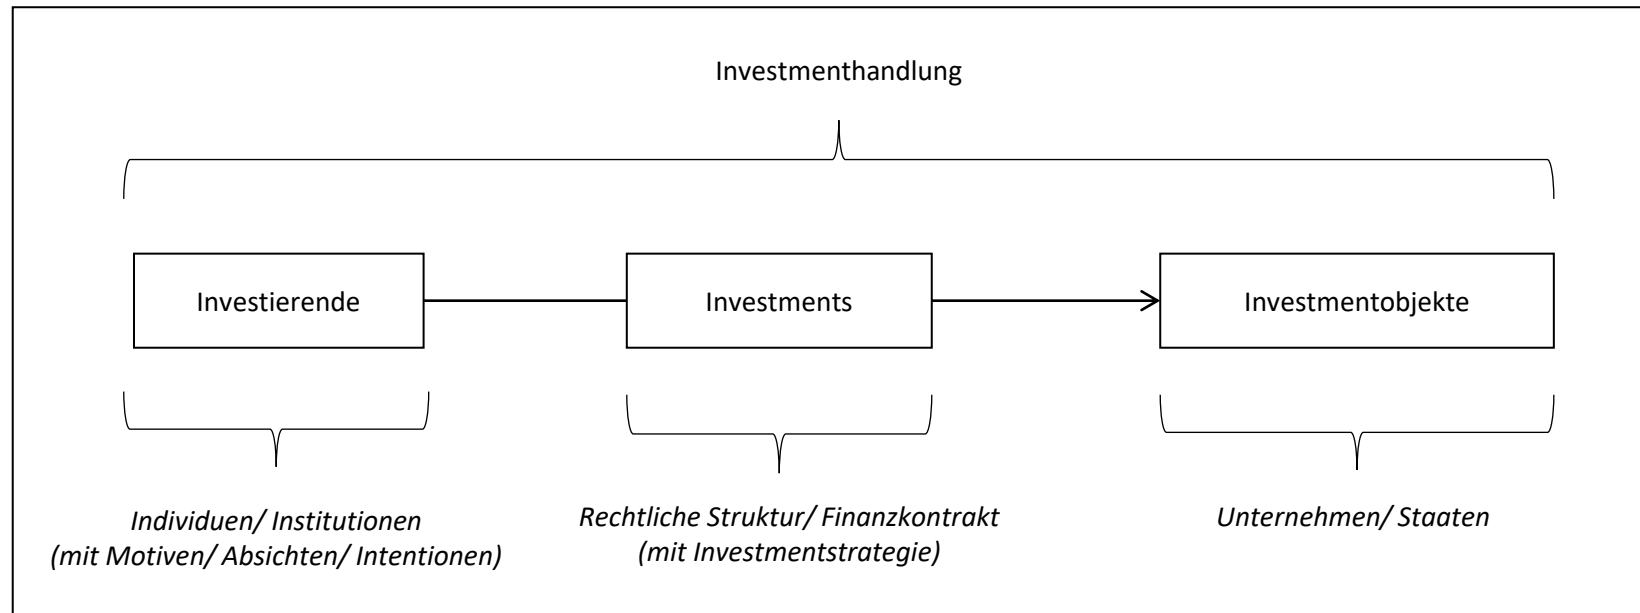 Investmenthandlung
Investierende
Investments
Investmentobjekte
Individuen/ Institutionen
(mit Motiven/ Absichten/ Intentionen)
Rechtliche Struktur/ Finanzkontrakt
(mit Investmentstrategie)
Unternehmen/ Staaten